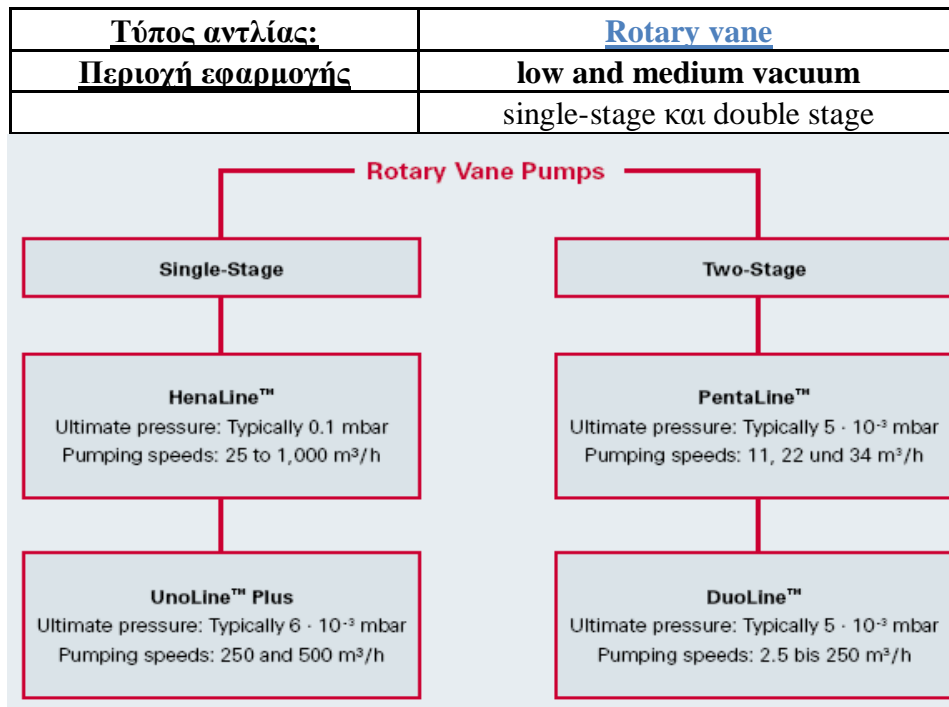 Τύπος αντλίας: Rotary vane
Περιοχή εφαρμογής low and medium vacuum
single-stage και double stage
Rotary Vane Pumps
Single-Stage
Two-Stage
HenaLine™
Ultimate pressure: Typically 0.1 mbar
Pumping speeds: 25 to 1,000 m³/h
PentaLine™
Ultimate pressure: Typically 5 · 10⁻³ mbar
Pumping speeds: 11, 22 und 34 m³/h
UnoLine™ Plus
Ultimate pressure: Typically 6 · 10⁻³ mbar
Pumping speeds: 250 and 500 m³/h
DuoLine™
Ultimate pressure: Typically 5 · 10⁻³ mbar
Pumping speeds: 2.5 bis 250 m³/h